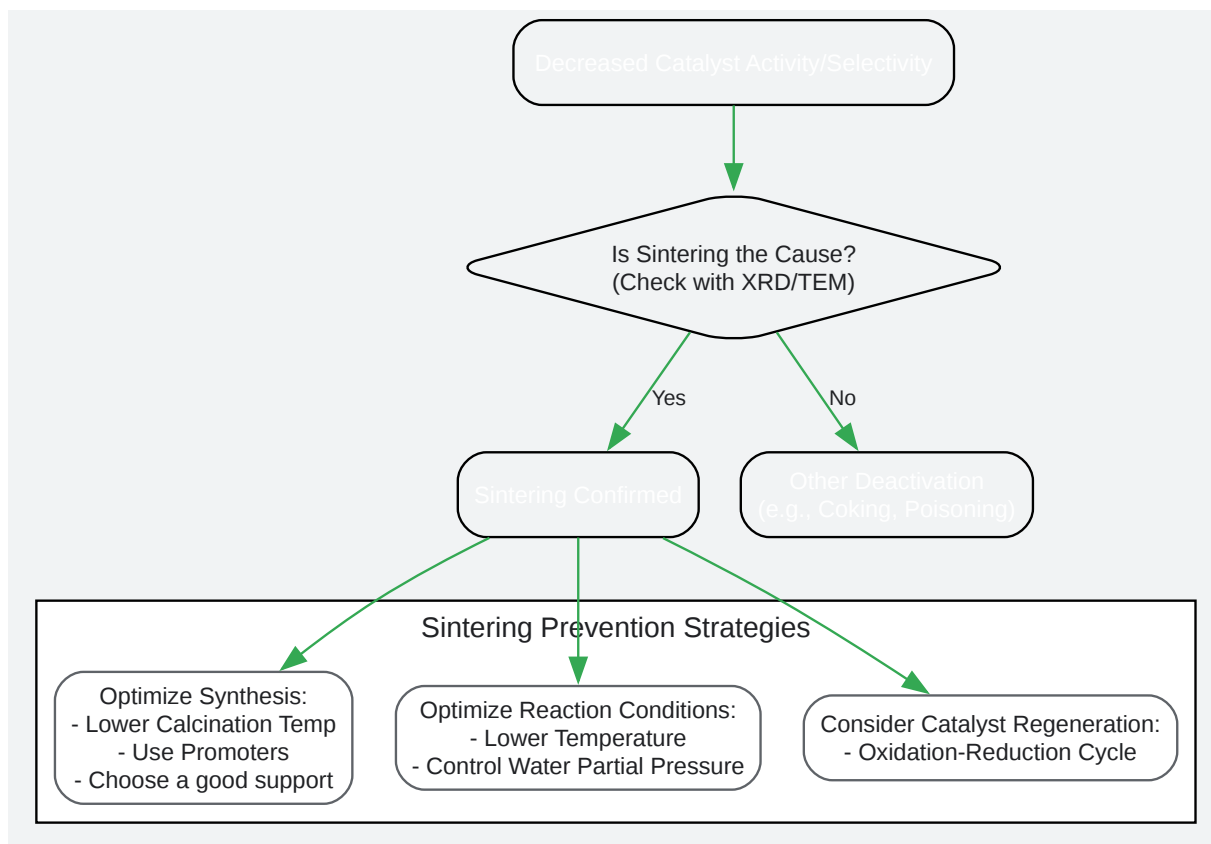 Decreased Catalyst Activity/Selectivity
Is Sintering the Cause?
(Check with XRD/TEM)
Yes
No
Sintering Confirmed
Other Deactivation
(e.g., Coking, Poisoning)
Sintering Prevention Strategies
Optimize Synthesis:
- Lower Calcination Temp
- Use Promoters
- Choose a good support
Optimize Reaction Conditions:
- Lower Temperature
- Control Water Partial Pressure
Consider Catalyst Regeneration:
- Oxidation-Reduction Cycle